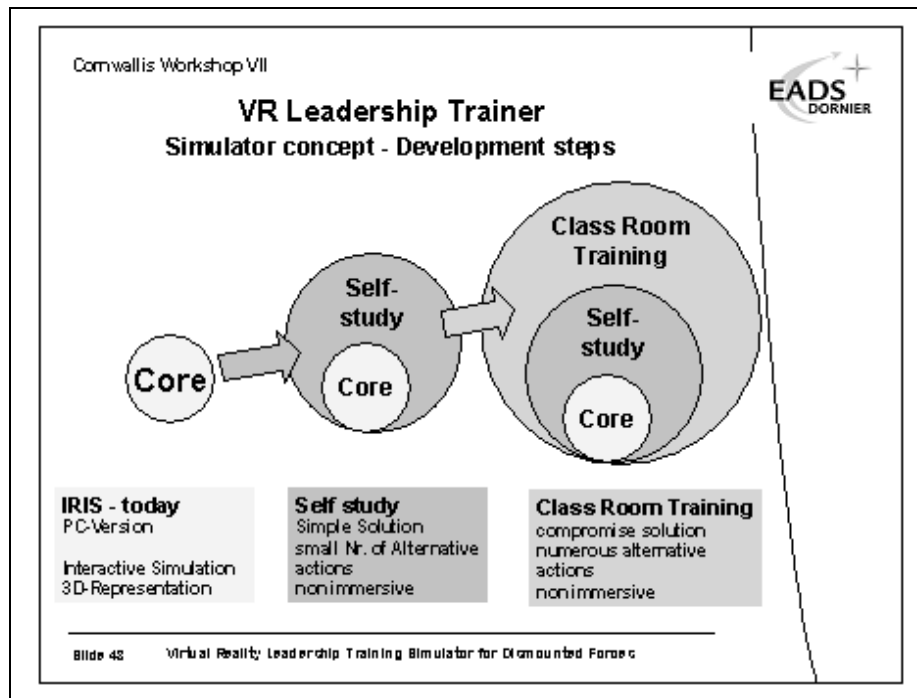 Cornwallis Workshop VII
EADS
DORNIER
VR Leadership Trainer
Simulator concept - Development steps
Core
Self-
study
Core
Class Room
Training
Self-
study
Core
IRIS - today
PC-Version
Interactive Simulation
3D-Representation
Self study
Simple Solution
small Nr. of Alternative
actions
nonimmersive
Class Room Training
compromise solution
numerous alternative
actions
nonimmersive
Slide 43 Virtual Reality Leadership Training Simulator for Dismounted Forces